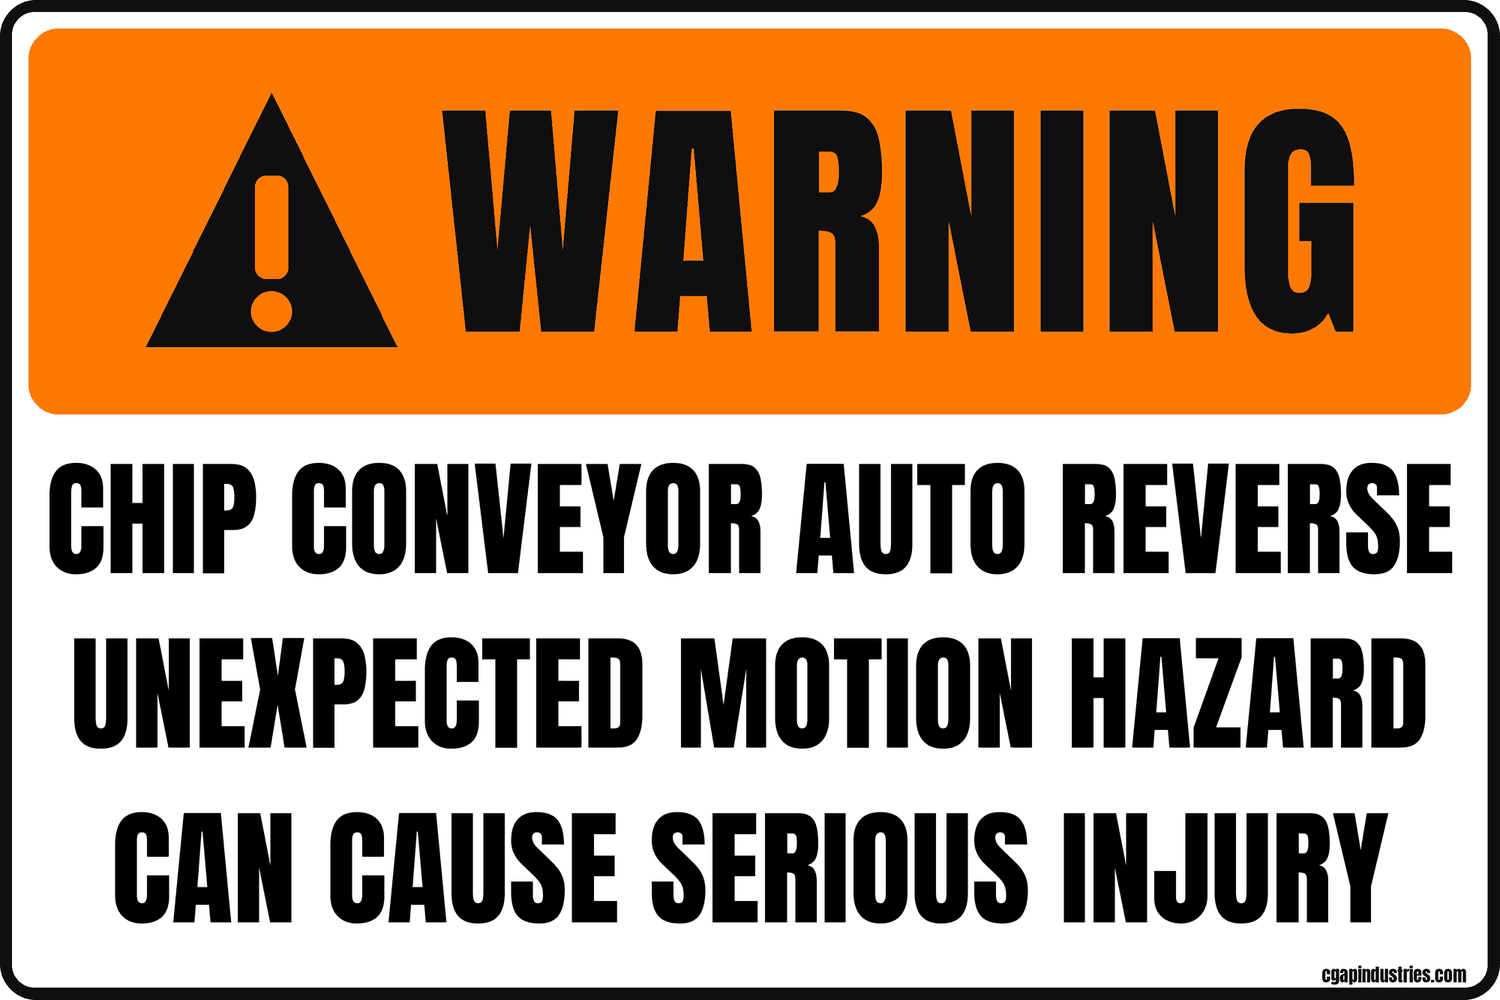 WARNING
CHIP CONVEYOR AUTO REVERSE
UNEXPECTED MOTION HAZARD
CAN CAUSE SERIOUS INJURY
cgapindustries.com